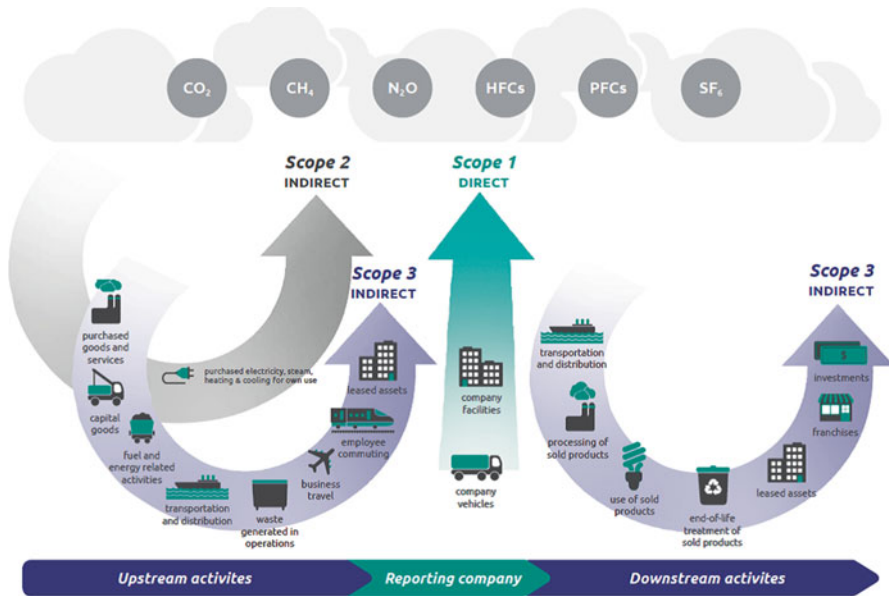 CO₂
CH₄
N₂O
HFCs
PFCs
SF₆
Scope 2
INDIRECT
Scope 1
DIRECT
Scope 3
INDIRECT
Scope 3
INDIRECT
purchased
goods and
services
capital
goods
fuel and
energy related
activities
transportation
and distribution
waste
generated in
operations
business
travel
employee
commuting
leased assets
purchased electricity, steam,
heating & cooling for own use
company
facilities
company
vehicles
transportation
and distribution
processing of
sold products
use of sold
products
end-of-life
treatment of
sold products
leased assets
franchises
investments
$
Upstream activites
Reporting company
Downstream activites